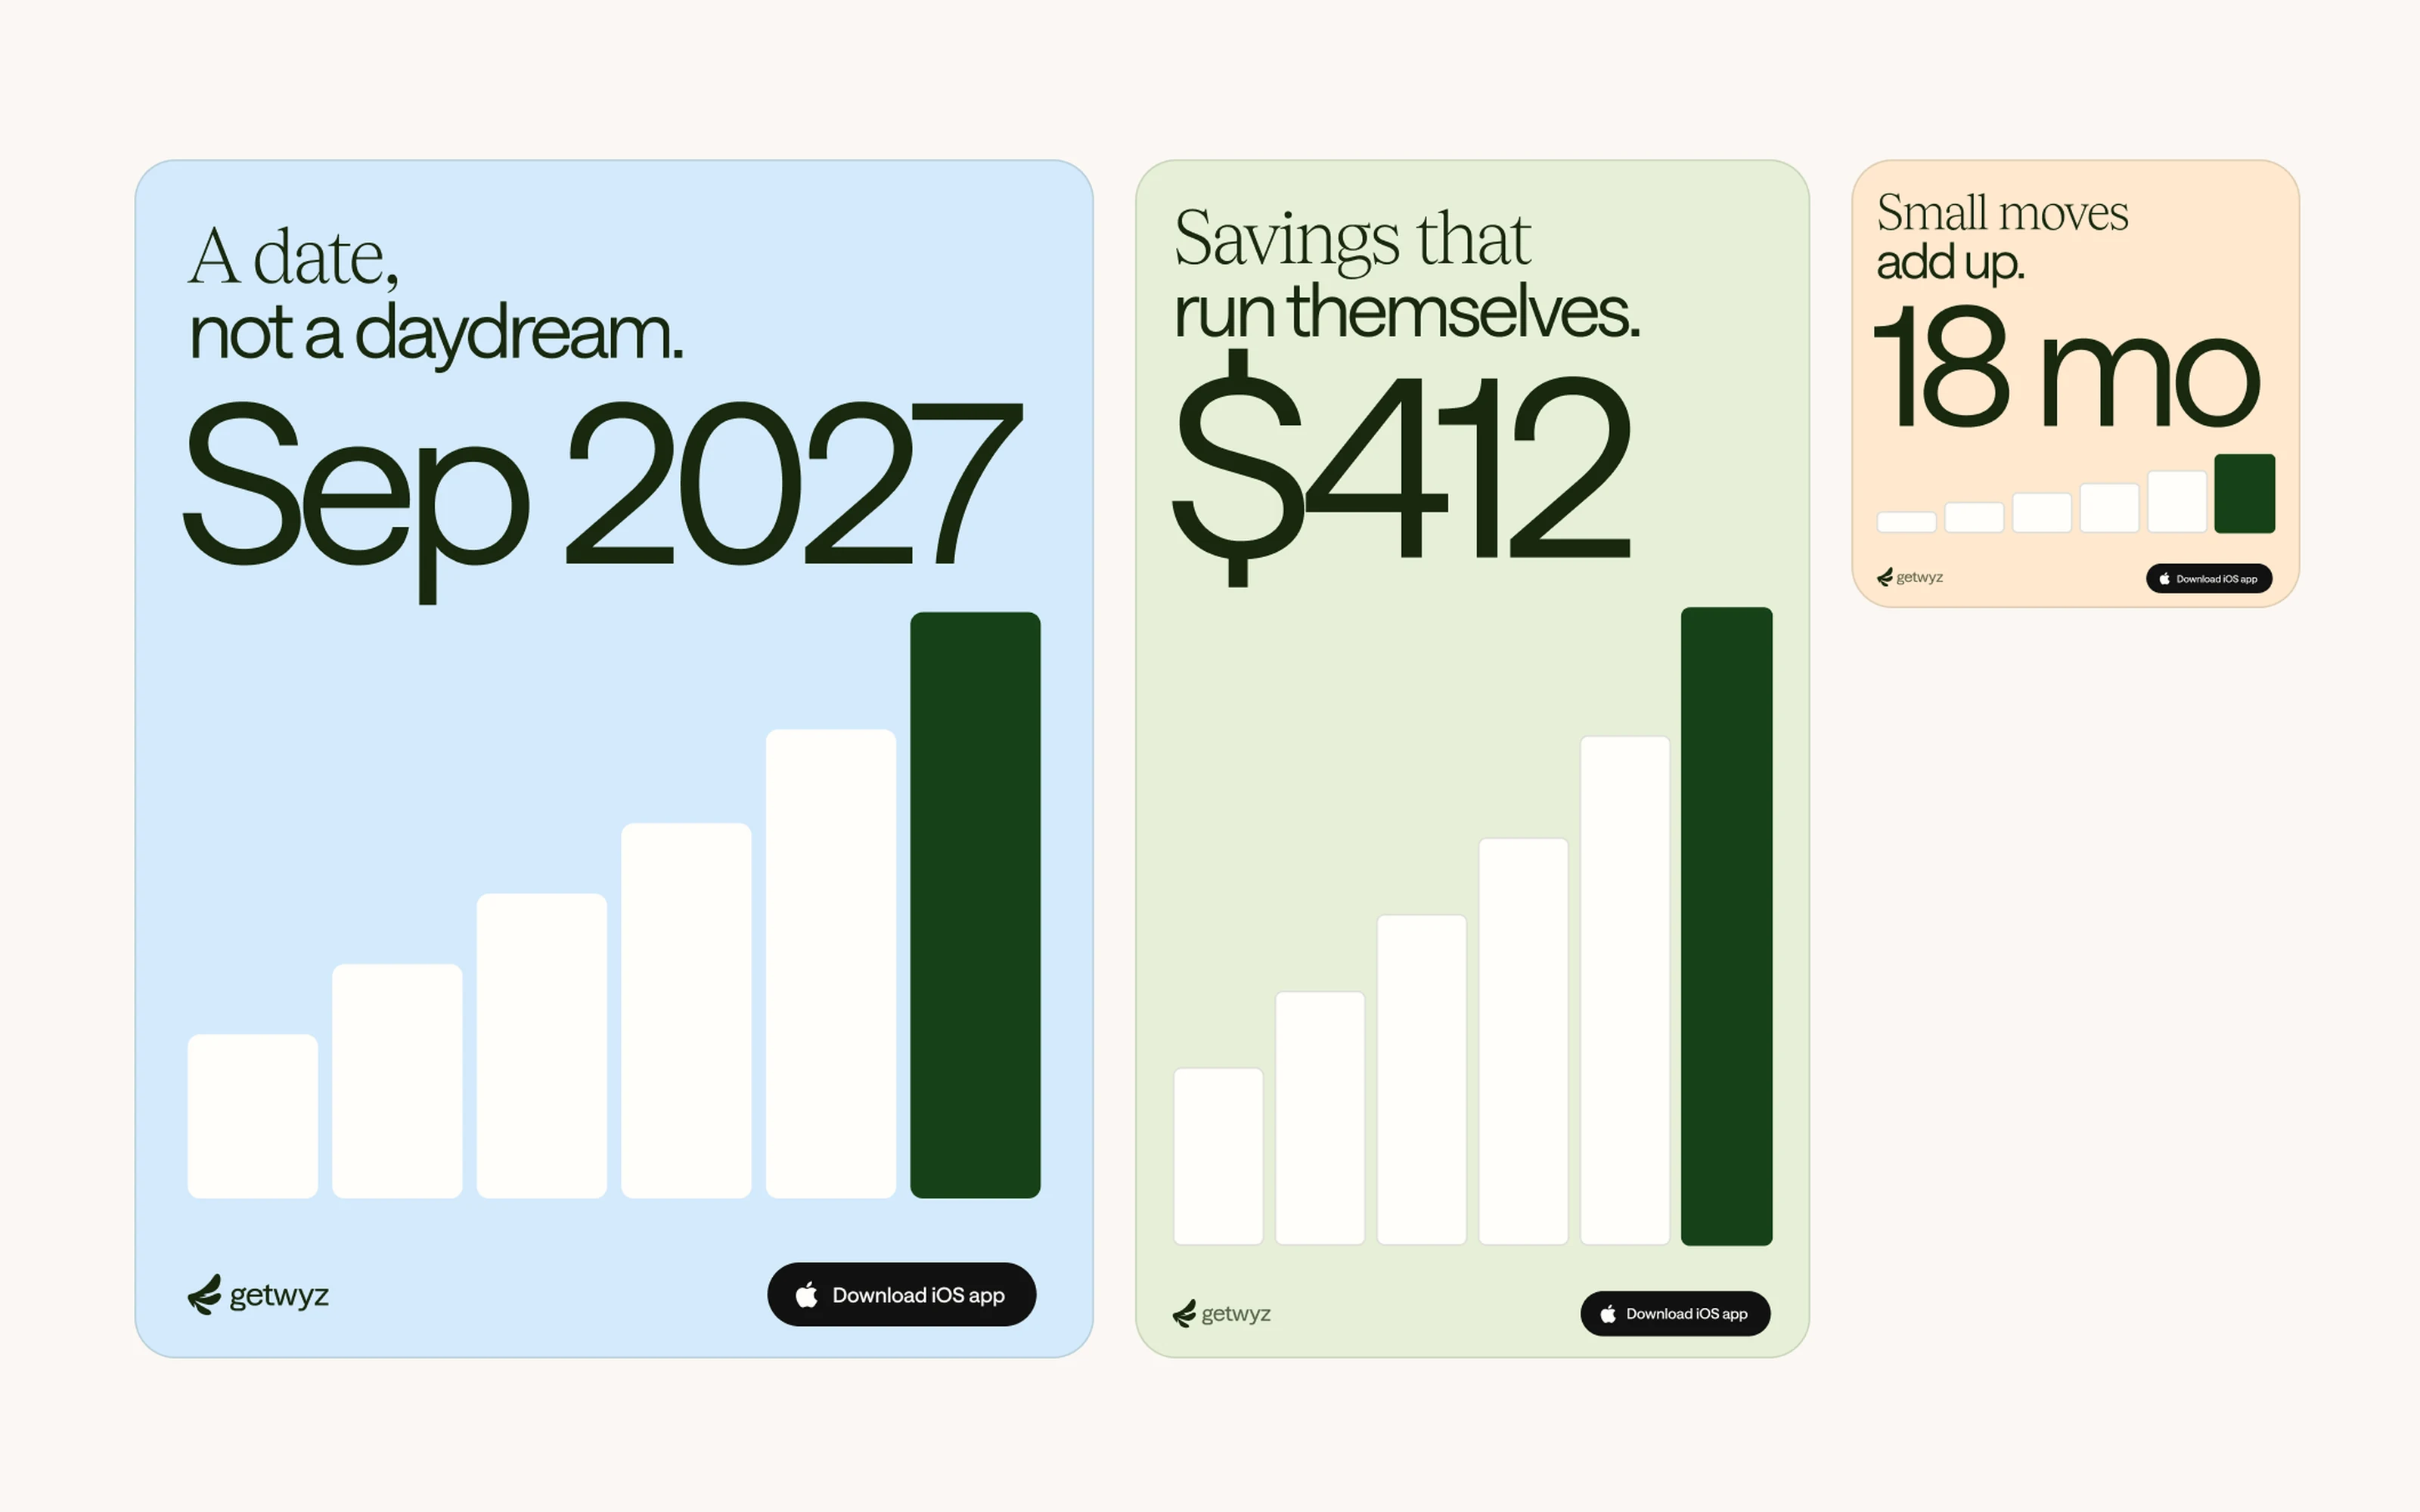 A date,
not a daydream.
Sep 2027
getwyz
Download iOS app
Savings that
run themselves.
$412
getwyz
Download iOS app
Small moves
add up.
18 mo
getwyz
Download iOS app